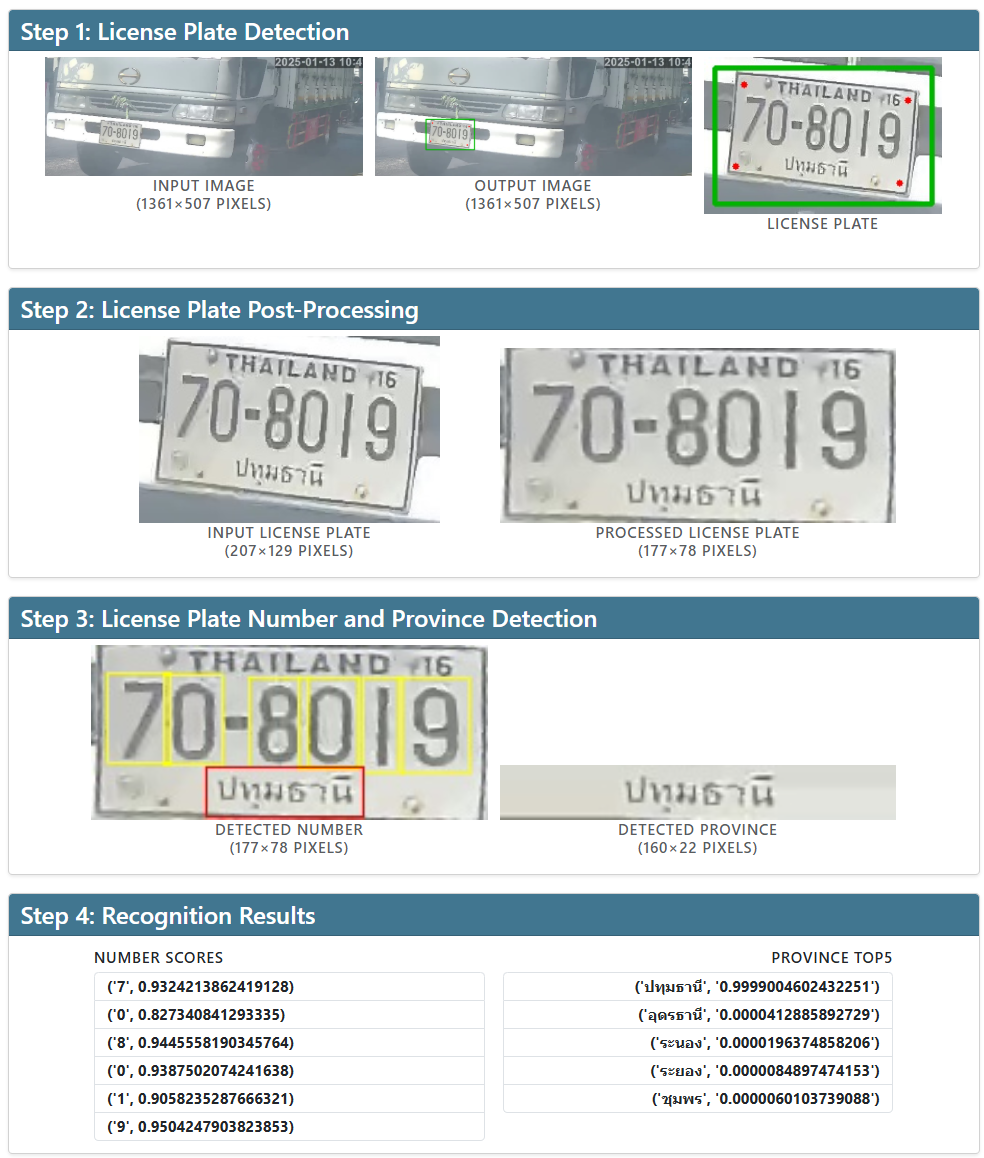 Step 1: License Plate Detection
2025-01-13 10:4
2025-01-13 10:4
70-8019
70-8019
THAILAND 16
70-8019
ปทุมธานี
INPUT IMAGE
(1361×507 PIXELS)
OUTPUT IMAGE
(1361×507 PIXELS)
LICENSE PLATE
Step 2: License Plate Post-Processing
THAILAND 16
70-8019
ปทุมธานี
THAILAND 16
70-8019
ปทุมธานี
INPUT LICENSE PLATE
(207×129 PIXELS)
PROCESSED LICENSE PLATE
(177×78 PIXELS)
Step 3: License Plate Number and Province Detection
THAILAND 16
70-8019
ปทุมธานี
ปทุมธานี
DETECTED NUMBER
(177×78 PIXELS)
DETECTED PROVINCE
(160×22 PIXELS)
Step 4: Recognition Results
NUMBER SCORES
('7', 0.9324213862419128)
('0', 0.827340841293335)
('8', 0.9445558190345764)
('0', 0.9387502074241638)
('1', 0.9058235287666321)
('9', 0.9504247903823853)
PROVINCE TOP5
('ปทุมธานี', '0.9999004602432251')
('อุดรธานี', '0.0000412885892729')
('ระนอง', '0.0000196374858206')
('ระยอง', '0.0000084897474153')
('ชุมพร', '0.0000060103739088')